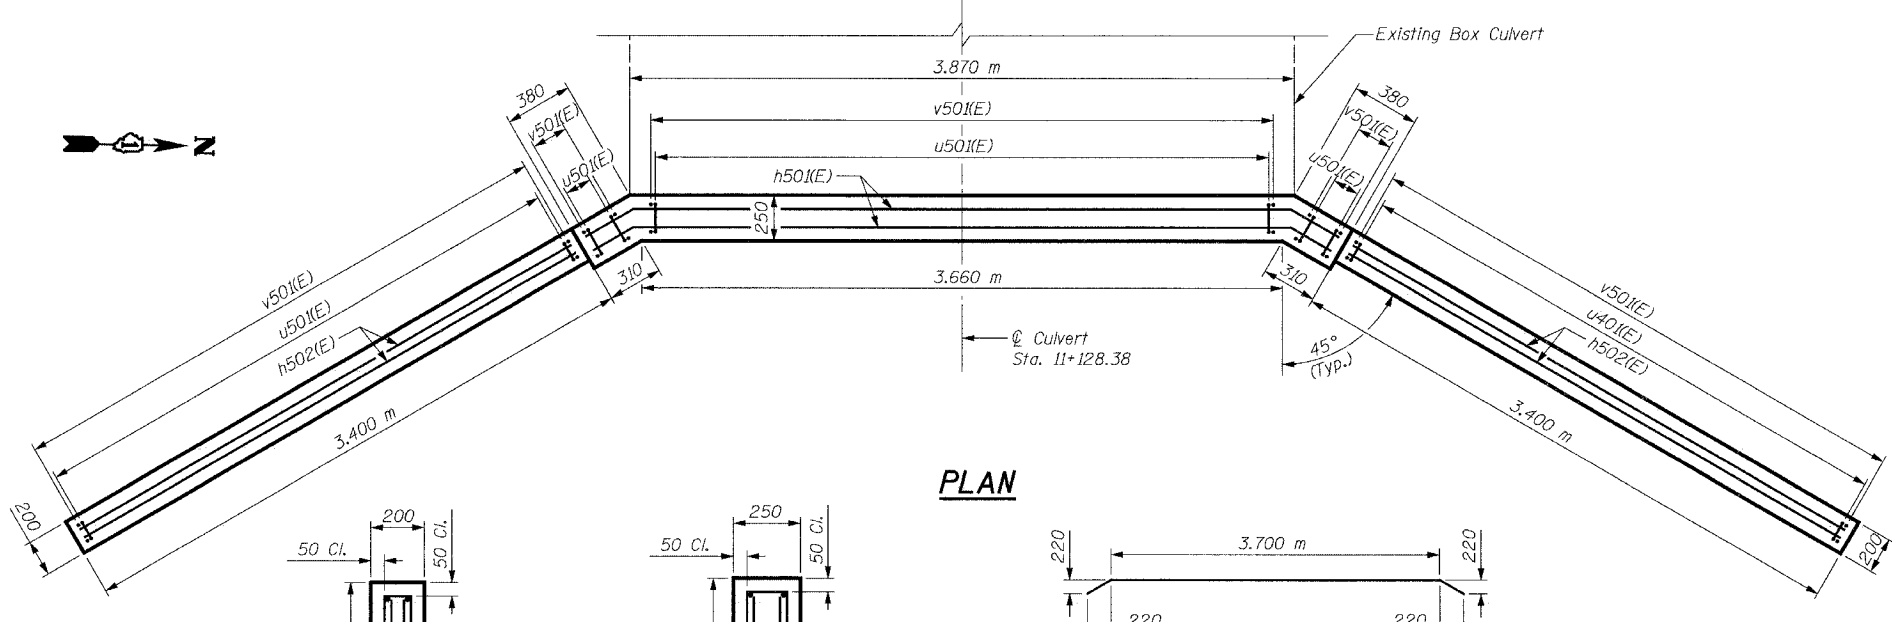 Existing Box Culvert
3.870 m
380
380
v501(E)
v501(E)
v501(E)
u501(E)
u501(E)
u501(E)
h501(E)
N
250
310
310
3.660 m
v501(E)
u501(E)
h502(E)
v501(E)
u401(E)
h502(E)
℄ Culvert
Sta. 11+128.38
45°
(Typ.)
3.400 m
3.400 m
PLAN
200
200
200
50 Cl.
50 Cl.
250
50 Cl.
50 Cl.
3.700 m
220
220
220
220